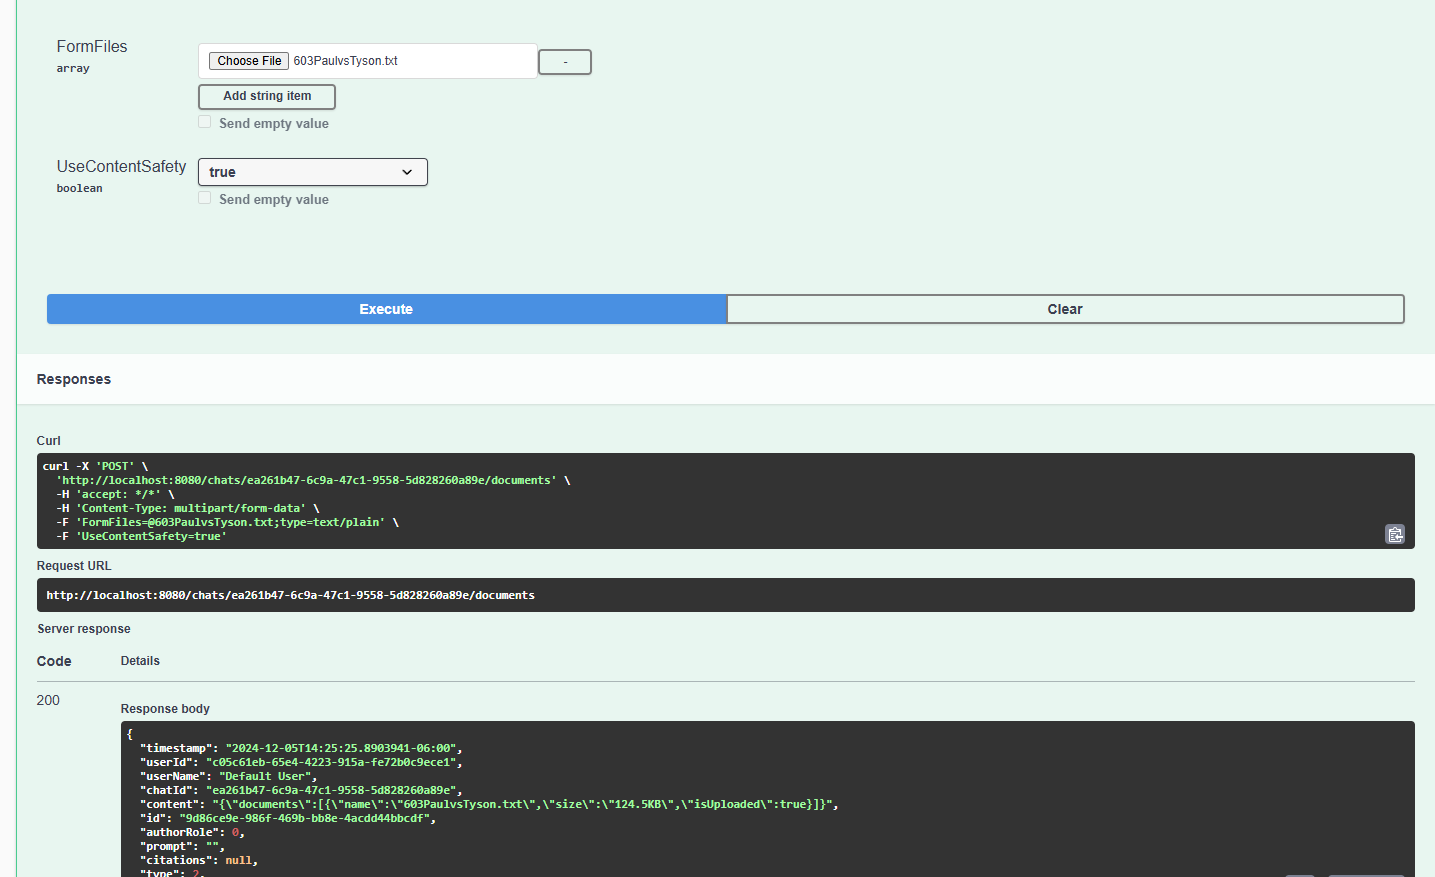 FormFiles
array
Choose File 603PaulvsTyson.txt
-
Add string item
Send empty value
UseContentSafety
boolean
true
Send empty value
Execute
Clear
Responses
Curl
curl -X 'POST' \
  'http://localhost:8080/chats/ea261b47-6c9a-47c1-9558-5d828260a89e/documents' \
  -H 'accept: */*' \
  -H 'Content-Type: multipart/form-data' \
  -F 'FormFiles=@603PaulvsTyson.txt;type=text/plain' \
  -F 'UseContentSafety=true'
Request URL
http://localhost:8080/chats/ea261b47-6c9a-47c1-9558-5d828260a89e/documents
Server response
Code Details
200
Response body
{
  "timestamp": "2024-12-05T14:25:25.8903941-06:00",
  "userId": "c05c61eb-65e4-4223-915a-fe72b0c9ece1",
  "userName": "Default User",
  "chatId": "ea261b47-6c9a-47c1-9558-5d828260a89e",
  "content": "{\"documents\":[{\"name\":\"603PaulvsTyson.txt\",\"size\":\"124.5KB\",\"isUploaded\":true}]}",
  "id": "9d86ce9e-986f-469b-bb8e-4acdd44bbcdf",
  "authorRole": 0,
  "prompt": "",
  "citations": null,
  "type": 2,